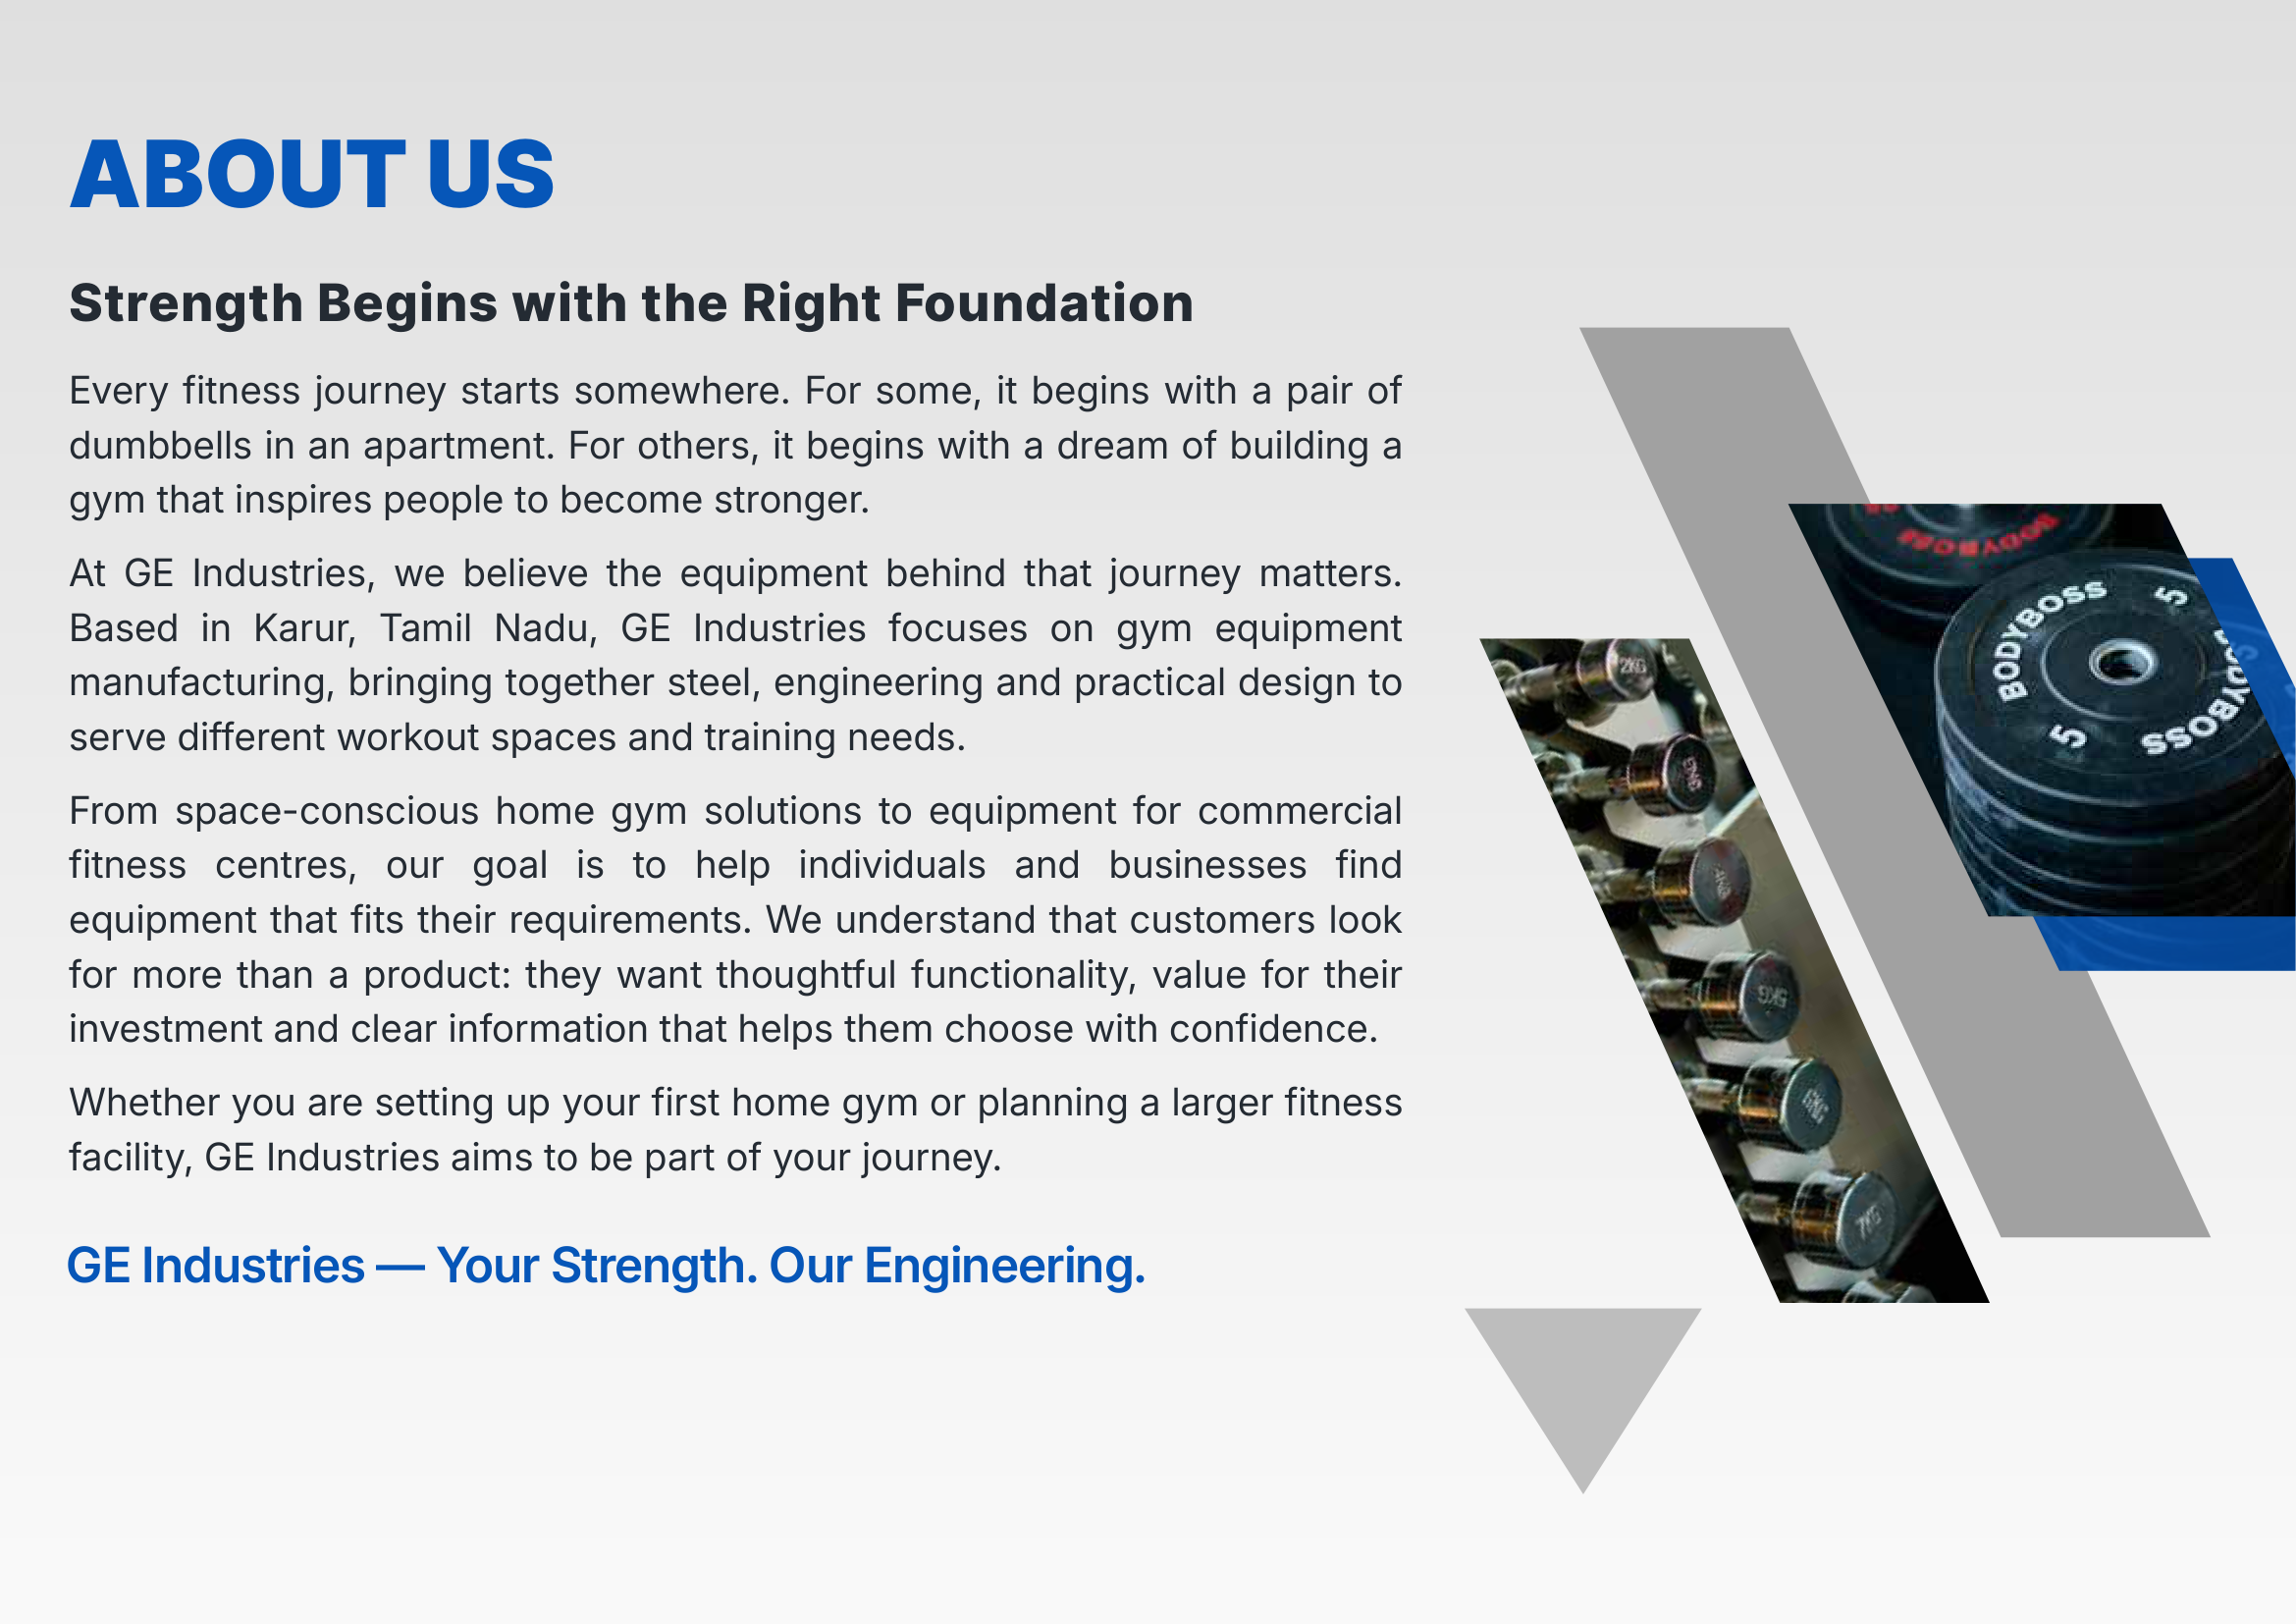 ABOUT US
Strength Begins with the Right Foundation
Every fitness journey starts somewhere. For some, it begins with a pair of
dumbbells in an apartment. For others, it begins with a dream of building a
gym that inspires people to become stronger.
At GE Industries, we believe the equipment behind that journey matters.
Based in Karur, Tamil Nadu, GE Industries focuses on gym equipment
manufacturing, bringing together steel, engineering and practical design to
serve different workout spaces and training needs.
From space-conscious home gym solutions to equipment for commercial
fitness centres, our goal is to help individuals and businesses find
equipment that fits their requirements. We understand that customers look
for more than a product: they want thoughtful functionality, value for their
investment and clear information that helps them choose with confidence.
Whether you are setting up your first home gym or planning a larger fitness
facility, GE Industries aims to be part of your journey.
GE Industries — Your Strength. Our Engineering.
BODYBOSS
BODYBOSS
5
5
BODYBOSS
2KG
5KG
6KG
7KG